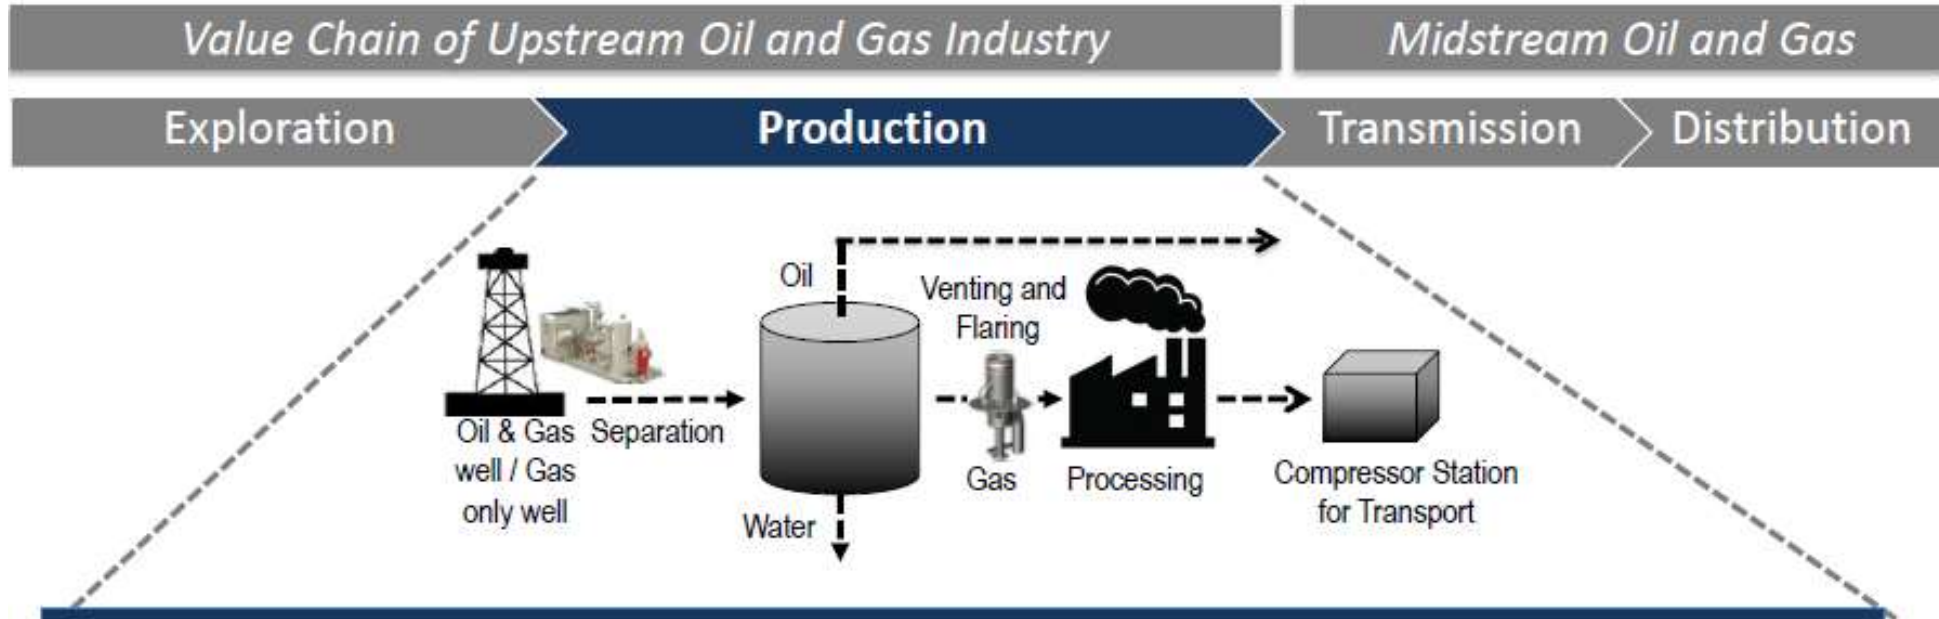 Value Chain of Upstream Oil and Gas Industry
Midstream Oil and Gas
Exploration
Production
Transmission
Distribution
Oil
Venting and
Flaring
Oil & Gas
well / Gas
only well
Separation
Water
Gas
Processing
Compressor Station
for Transport